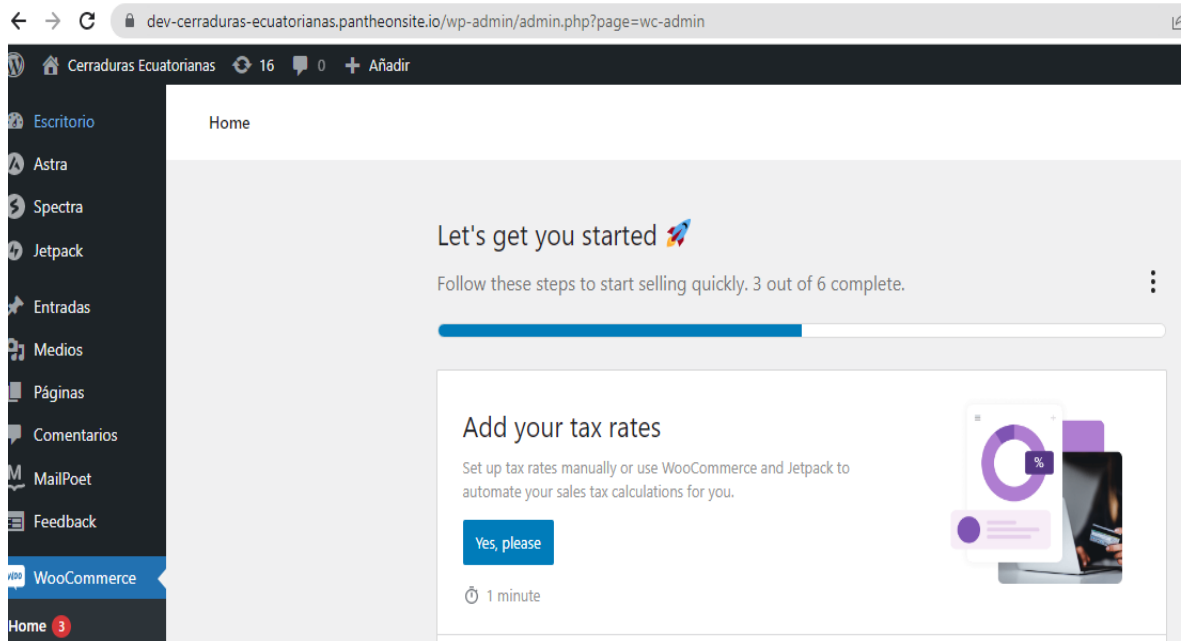 dev-cerraduras-ecuatorianas.pantheonsite.io/wp-admin/admin.php?page=wc-admin
Cerraduras Ecuatorianas 16 0 + Añadir
Escritorio
Home
Astra
Spectra
Jetpack
Entradas
Medios
Páginas
Comentarios
MailPoet
Feedback
WooCommerce
Home 3
Let's get you started 🚀
Follow these steps to start selling quickly. 3 out of 6 complete.
Add your tax rates
Set up tax rates manually or use WooCommerce and Jetpack to
automate your sales tax calculations for you.
%
Yes, please
1 minute